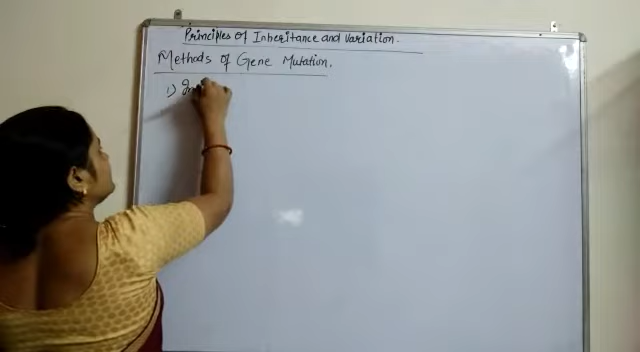 Principles of Inheritance and Variation.
Methods of Gene Mutation.
1)